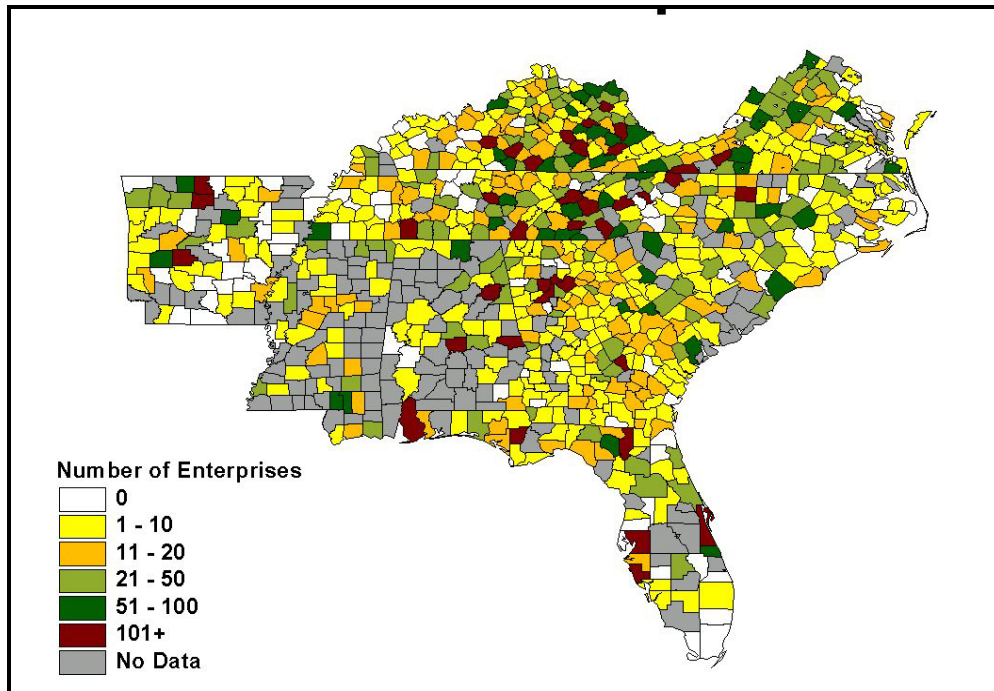 Number of Enterprises
0
1 - 10
11 - 20
21 - 50
51 - 100
101+
No Data